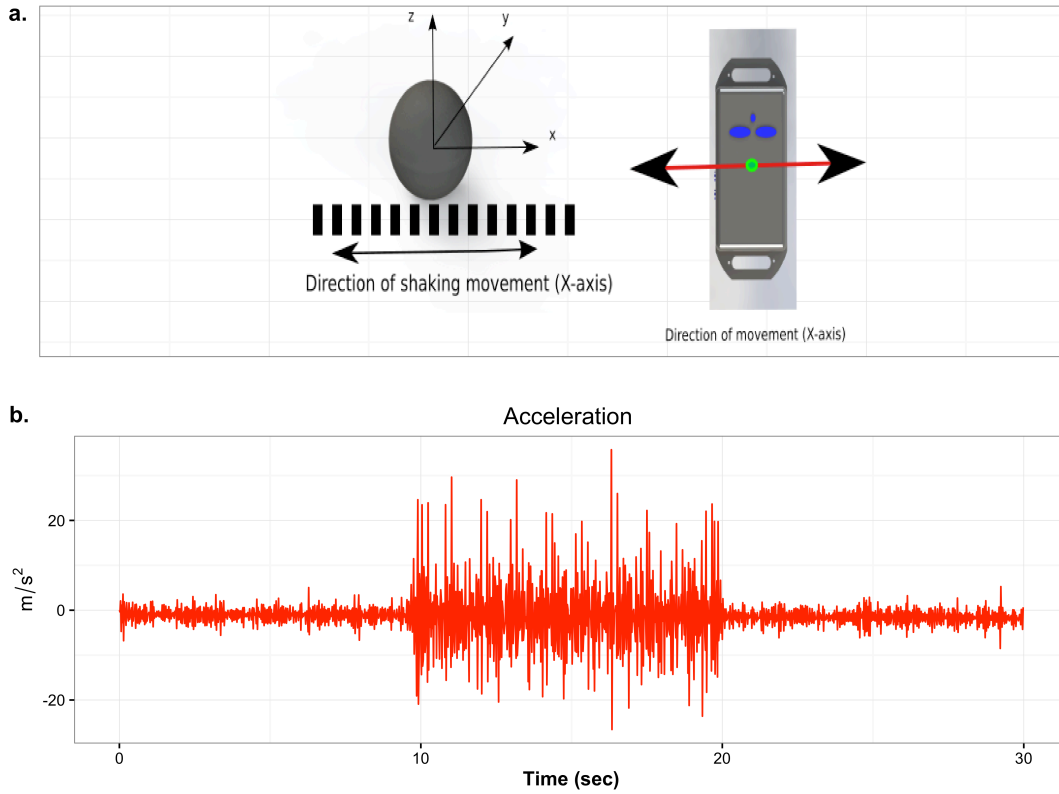 a.
z
y
x
Direction of shaking movement (X-axis)
Direction of movement (X-axis)
b.
Acceleration
m/s²
20
0
-20
0
10
20
30
Time (sec)